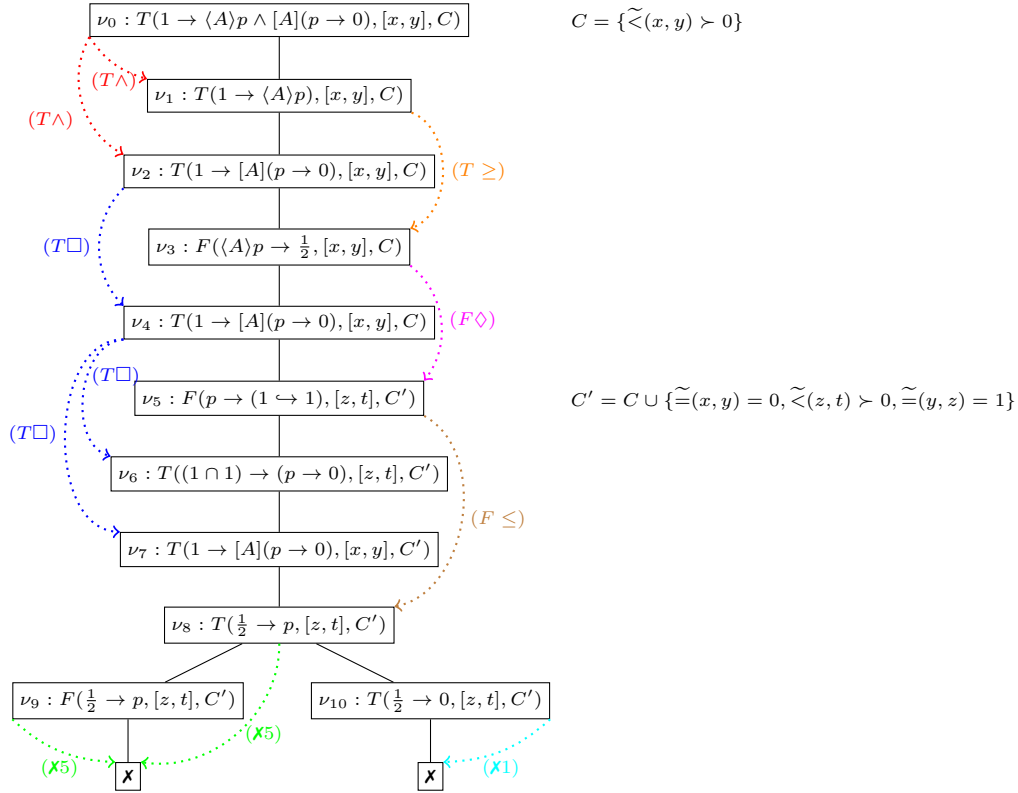 ν₀ : T(1 → ⟨A⟩p ∧ [A](p → 0), [x, y], C)
C = {<̃(x, y) ≻ 0}
(T∧)
ν₁ : T(1 → ⟨A⟩p), [x, y], C)
(T∧)
ν₂ : T(1 → [A](p → 0), [x, y], C)
(T ≥)
(T□)
ν₃ : F(⟨A⟩p → ½, [x, y], C)
ν₄ : T(1 → [A](p → 0), [x, y], C)
(F◊)
(T□)
ν₅ : F(p → (1 ↪ 1), [z, t], C′)
C′ = C ∪ {=̃(x, y) = 0, <̃(z, t) ≻ 0, =̃(y, z) = 1}
(T□)
ν₆ : T((1 ∩ 1) → (p → 0), [z, t], C′)
(F ≤)
ν₇ : T(1 → [A](p → 0), [x, y], C′)
ν₈ : T(½ → p, [z, t], C′)
ν₉ : F(½ → p, [z, t], C′)
ν₁₀ : T(½ → 0, [z, t], C′)
(✗5)
(✗5)
(✗1)
✗
✗